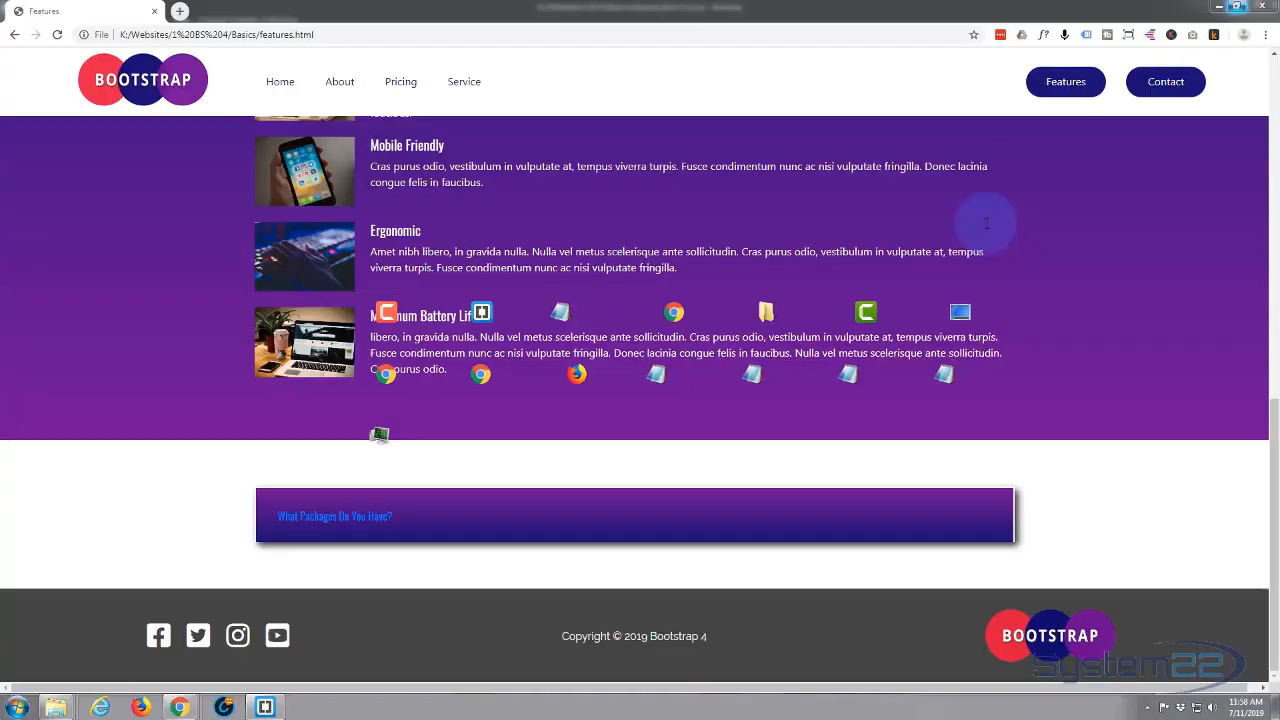 Features
File
K:/Websites/1%20BS%204/Basics/features.html
BOOTSTRAP
Home
About
Pricing
Service
Features
Contact
Mobile Friendly
Cras purus odio, vestibulum in vulputate at, tempus viverra turpis. Fusce condimentum nunc ac nisi vulputate fringilla. Donec lacinia
congue felis in faucibus.
Ergonomic
Amet nibh libero, in gravida nulla. Nulla vel metus scelerisque ante sollicitudin. Cras purus odio, vestibulum in vulputate at, tempus
viverra turpis. Fusce condimentum nunc ac nisi vulputate fringilla.
Battery
libero, in gravida nulla. Nulla vel metus scelerisque ante sollicitudin. Cras purus odio, vestibulum in vulputate at, tempus viverra turpis.
Fusce condimentum nunc ac nisi vulputate fringilla. Donec lacinia congue felis in faucibus. Nulla vel metus scelerisque ante sollicitudin.
purus odio.
What Packages Do You Have?
Copyright © 2019 Bootstrap 4
BOOTSTRAP
System22
11:58 AM
7/11/2019